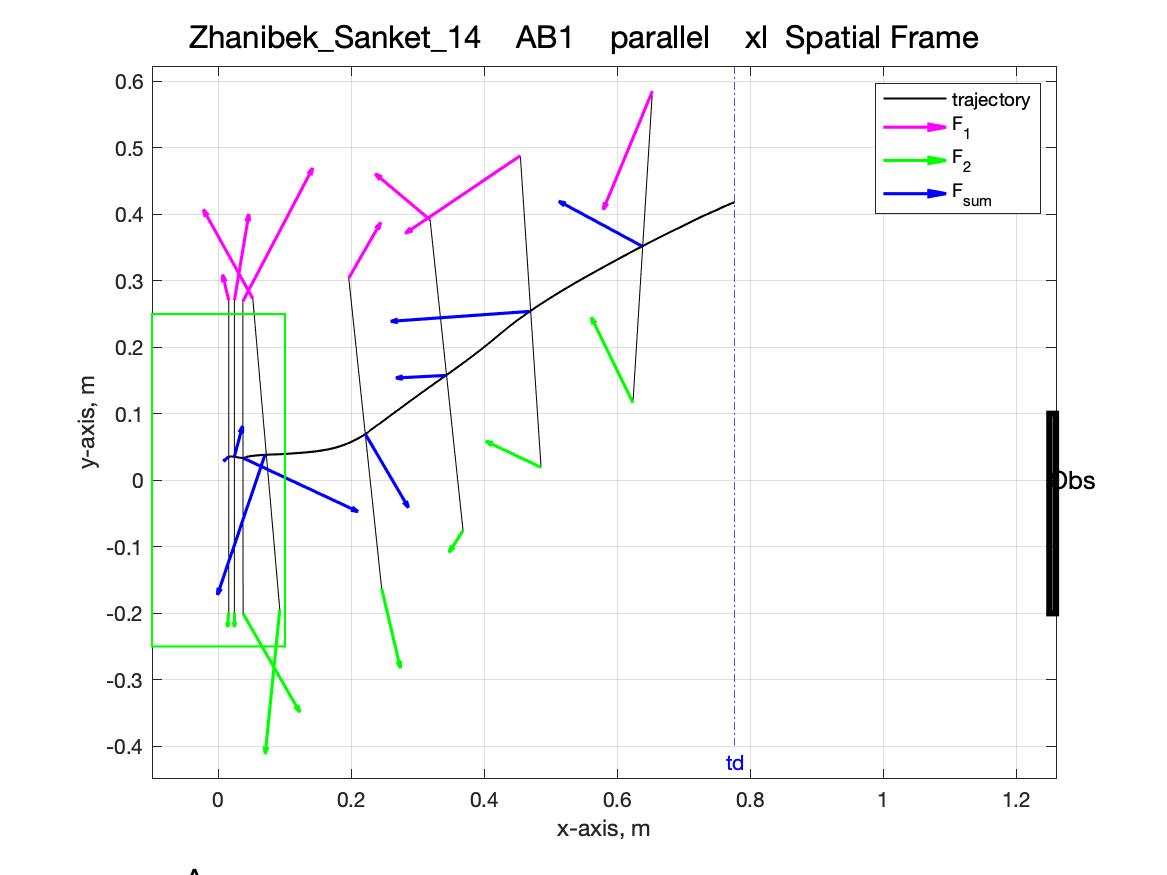 Zhanibek_Sanket_14 AB1 parallel xl Spatial Frame
trajectory
F1
F2
Fsum
0.6
0.5
0.4
0.3
0.2
0.1
0
-0.1
-0.2
-0.3
-0.4
y-axis, m
Obs
td
0 0.2 0.4 0.6 0.8 1 1.2
x-axis, m